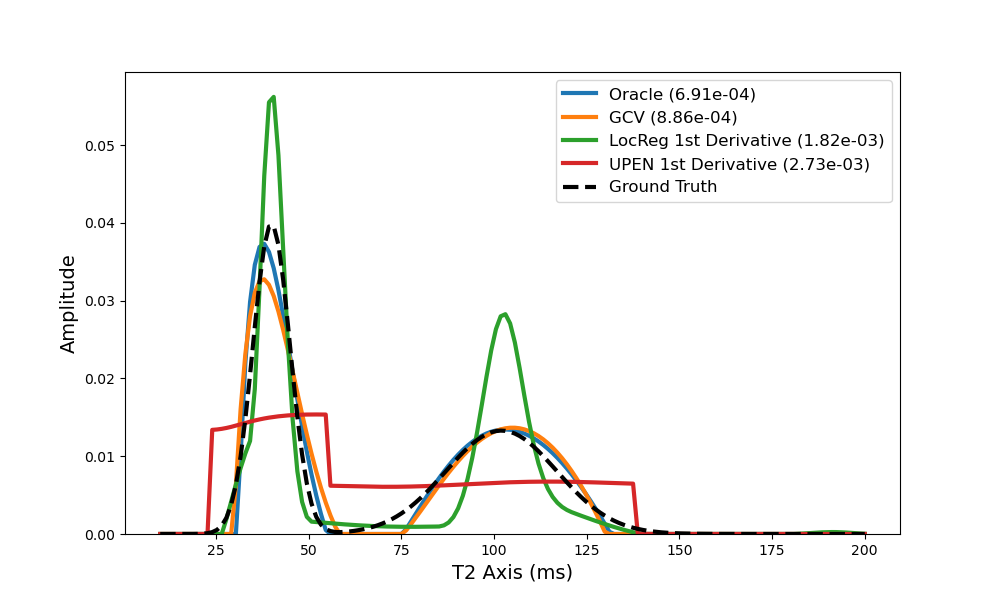 Oracle (6.91e-04)
GCV (8.86e-04)
LocReg 1st Derivative (1.82e-03)
UPEN 1st Derivative (2.73e-03)
Ground Truth
Amplitude
0.05
0.04
0.03
0.02
0.01
0.00
25 50 75 100 125 150 175 200
T2 Axis (ms)